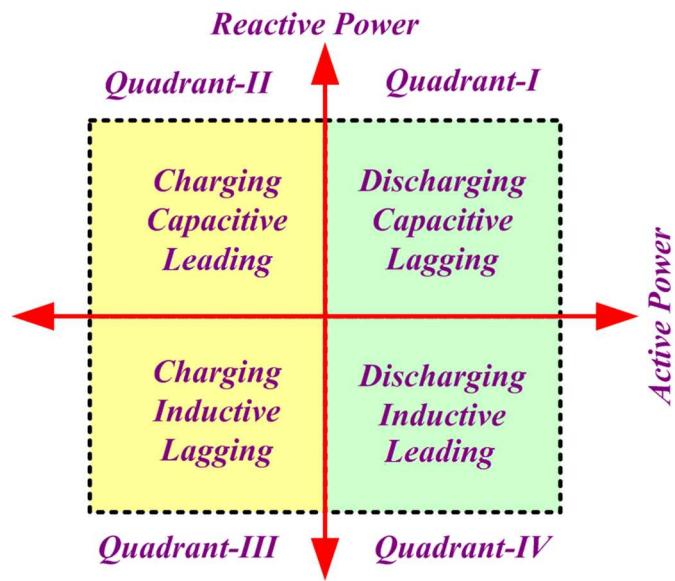 Reactive Power
Quadrant-II
Quadrant-I
Charging
Capacitive
Leading
Discharging
Capacitive
Lagging
Active Power
Charging
Inductive
Lagging
Discharging
Inductive
Leading
Quadrant-III
Quadrant-IV